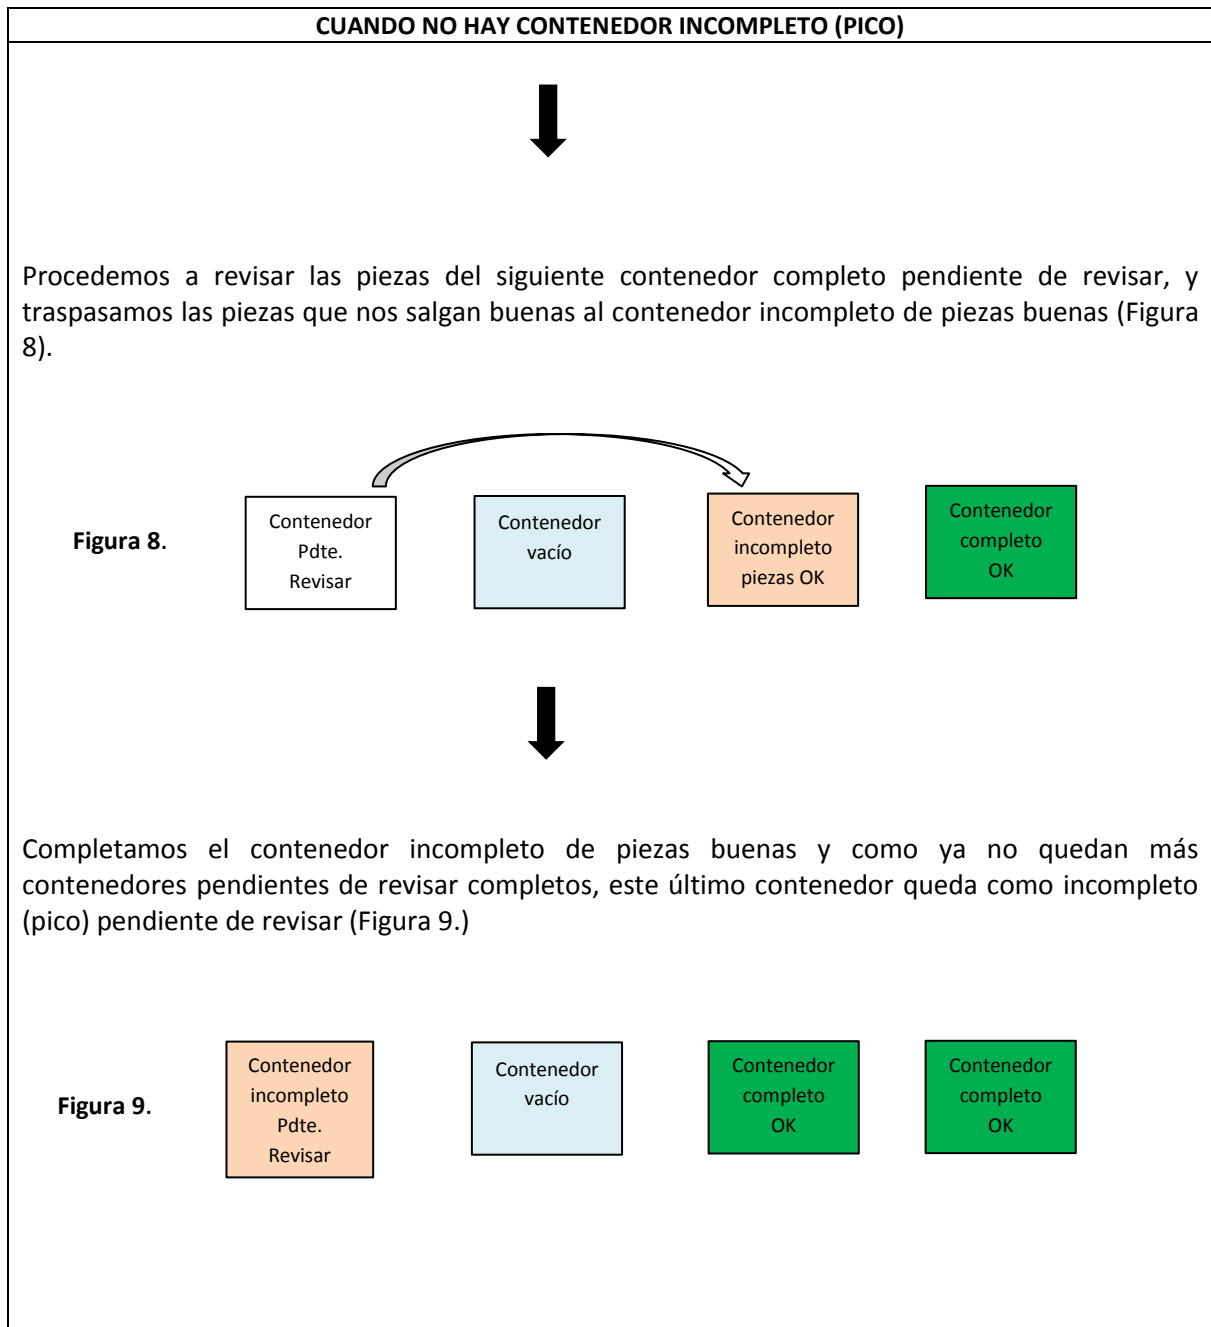 CUANDO NO HAY CONTENEDOR INCOMPLETO (PICO)
Procedemos a revisar las piezas del siguiente contenedor completo pendiente de revisar, y
traspasamos las piezas que nos salgan buenas al contenedor incompleto de piezas buenas (Figura
8).
Figura 8.
Contenedor
Pdte.
Revisar
Contenedor
vacío
Contenedor
incompleto
piezas OK
Contenedor
completo
OK
Completamos el contenedor incompleto de piezas buenas y como ya no quedan más
contenedores pendientes de revisar completos, este último contenedor queda como incompleto
(pico) pendiente de revisar (Figura 9.)
Figura 9.
Contenedor
incompleto
Pdte.
Revisar
Contenedor
vacío
Contenedor
completo
OK
Contenedor
completo
OK